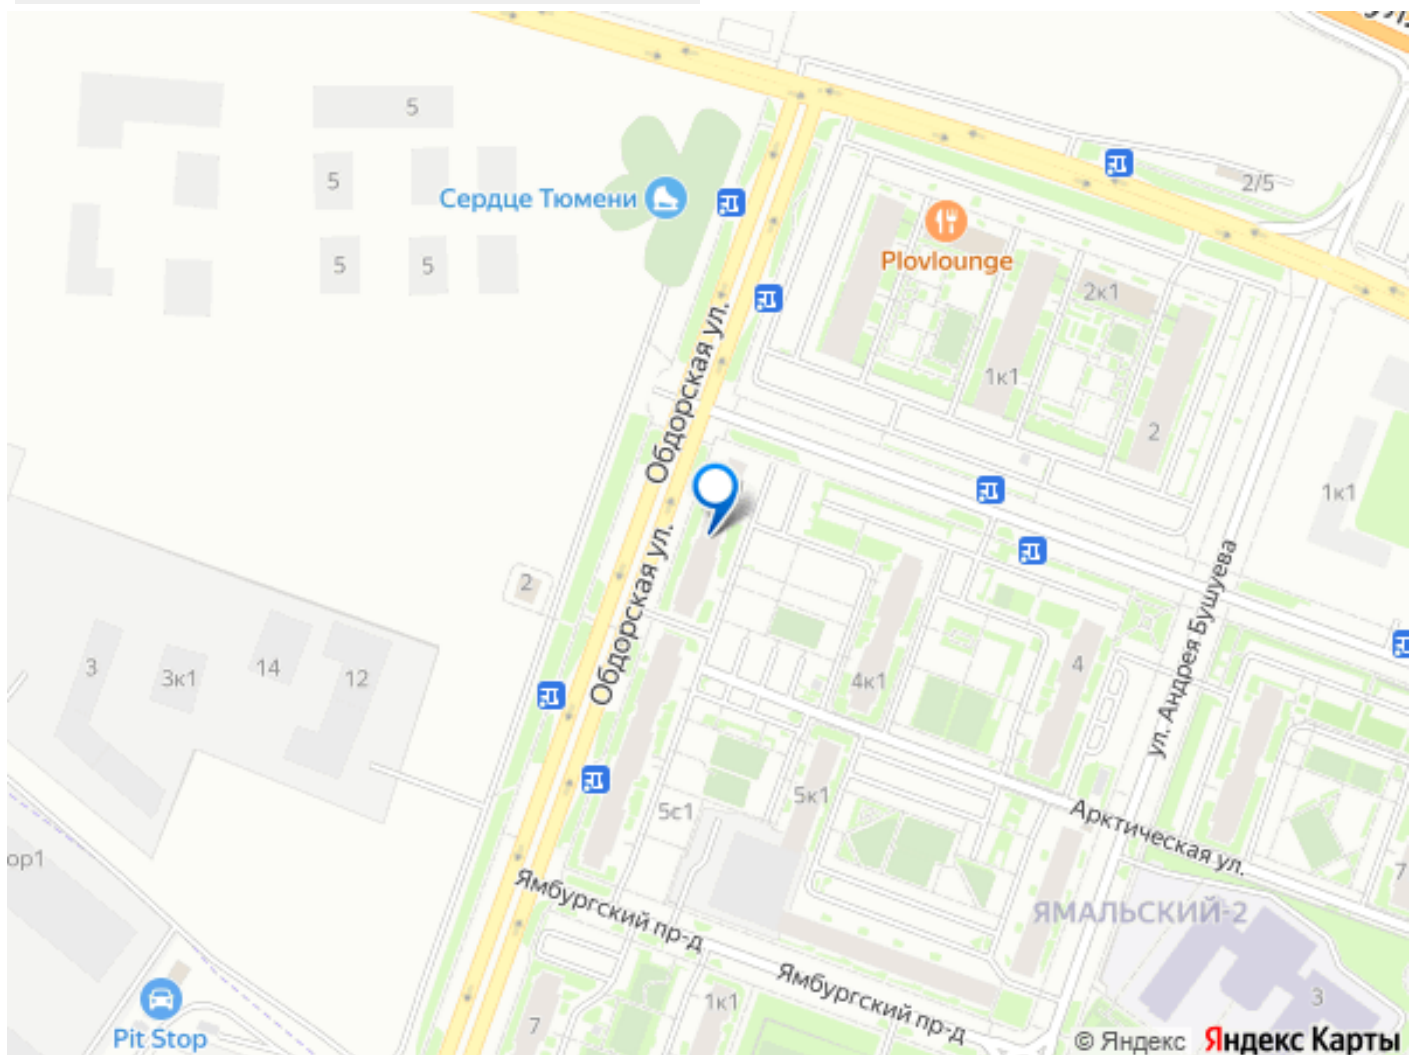 5
5
5
5
Сердце Тюмени
Plovlounge
2/5
2к1
1к1
2
1к1
Обдорская ул.
Обдорская ул.
ул. Андрея Бушуева
2
3
3к1
14
12
4к1
4
5с1
5к1
Арктическая ул.
ор1
7
Ямбургский пр-д
ЯМАЛЬСКИЙ-2
Ямбургский пр-д
3
1к1
7
Pit Stop
© Яндекс Яндекс Карты